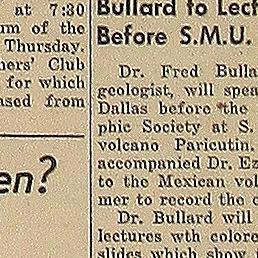 at 7:30
um of the
Thursday.
ers' Club
for which
ased from
en?
Bullard to Lect
Before S.M.U.
Dr. Fred Bulla
geologist, will spea
Dallas before the
phic Society at S.
volcano Paricutin.
accompanied Dr. Ez
to the Mexican vol
mer to record the e
Dr. Bullard will
lectures wth colore
slides which show t